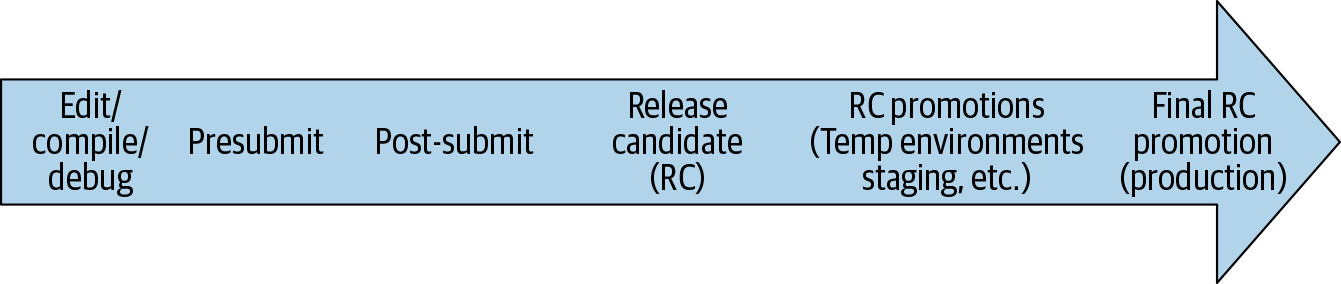 Edit/
compile/
debug
Presubmit
Post-submit
Release
candidate
(RC)
RC promotions
(Temp environments
staging, etc.)
Final RC
promotion
(production)